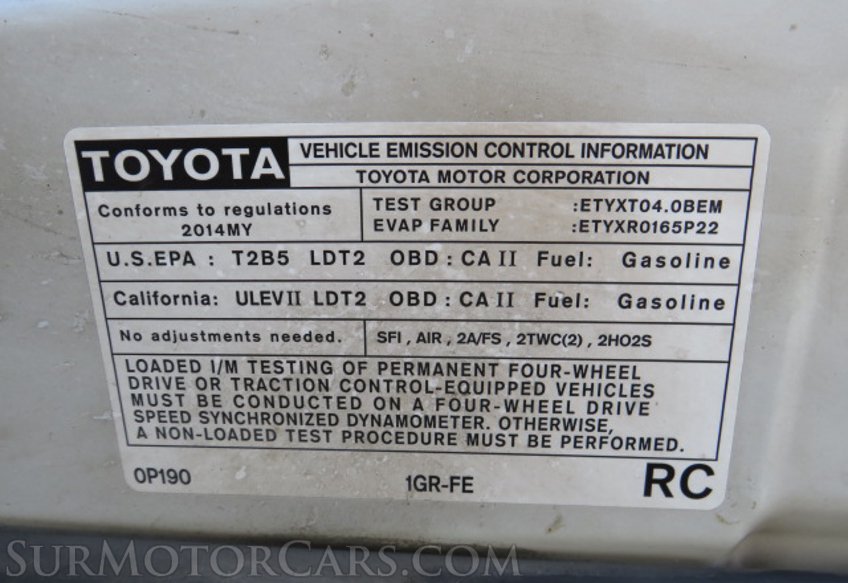 TOYOTA
VEHICLE EMISSION CONTROL INFORMATION
TOYOTA MOTOR CORPORATION
Conforms to regulations
2014MY
TEST GROUP :ETYXT04.0BEM
EVAP FAMILY :ETYXR0165P22
U.S.EPA : T2B5 LDT2 OBD : CA II Fuel: Gasoline
California: ULEVII LDT2 OBD : CA II Fuel: Gasoline
No adjustments needed.
SFI , AIR , 2A/FS , 2TWC(2) , 2HO2S
LOADED I/M TESTING OF PERMANENT FOUR-WHEEL
DRIVE OR TRACTION CONTROL-EQUIPPED VEHICLES
MUST BE CONDUCTED ON A FOUR-WHEEL DRIVE
SPEED SYNCHRONIZED DYNAMOMETER. OTHERWISE,
A NON-LOADED TEST PROCEDURE MUST BE PERFORMED.
0P190 1GR-FE RC
SURMOTORCARS.COM